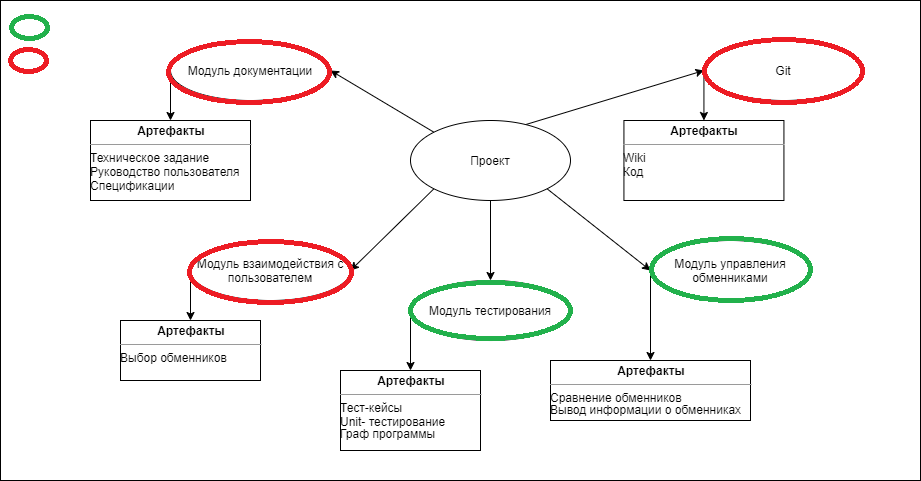 Модуль документации
Git
Артефакты
Техническое задание
Руководство пользователя
Спецификации
Проект
Артефакты
Wiki
Код
Модуль взаимодействия с
пользователем
Модуль управления
обменниками
Модуль тестирования
Артефакты
Выбор обменников
Артефакты
Тест-кейсы
Unit- тестирование
Граф программы
Артефакты
Сравнение обменников
Вывод информации о обменниках